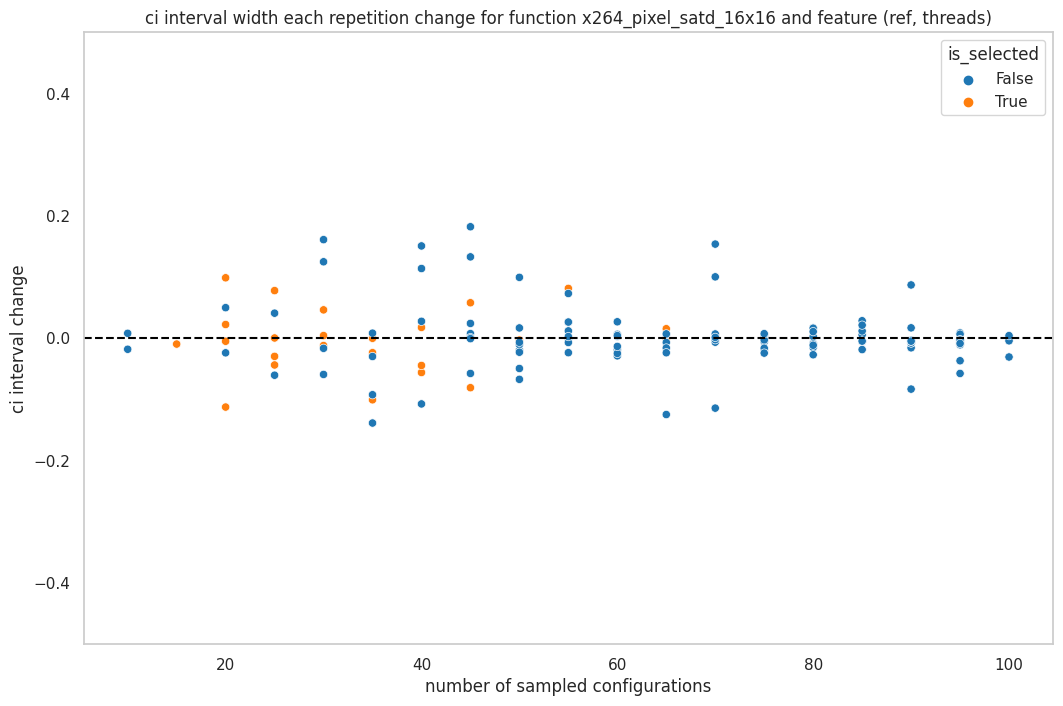 ci interval width each repetition change for function x264_pixel_satd_16x16 and feature (ref, threads)
is_selected
False
True
0.4
0.2
0.0
−0.2
−0.4
ci interval change
20
40
60
80
100
number of sampled configurations